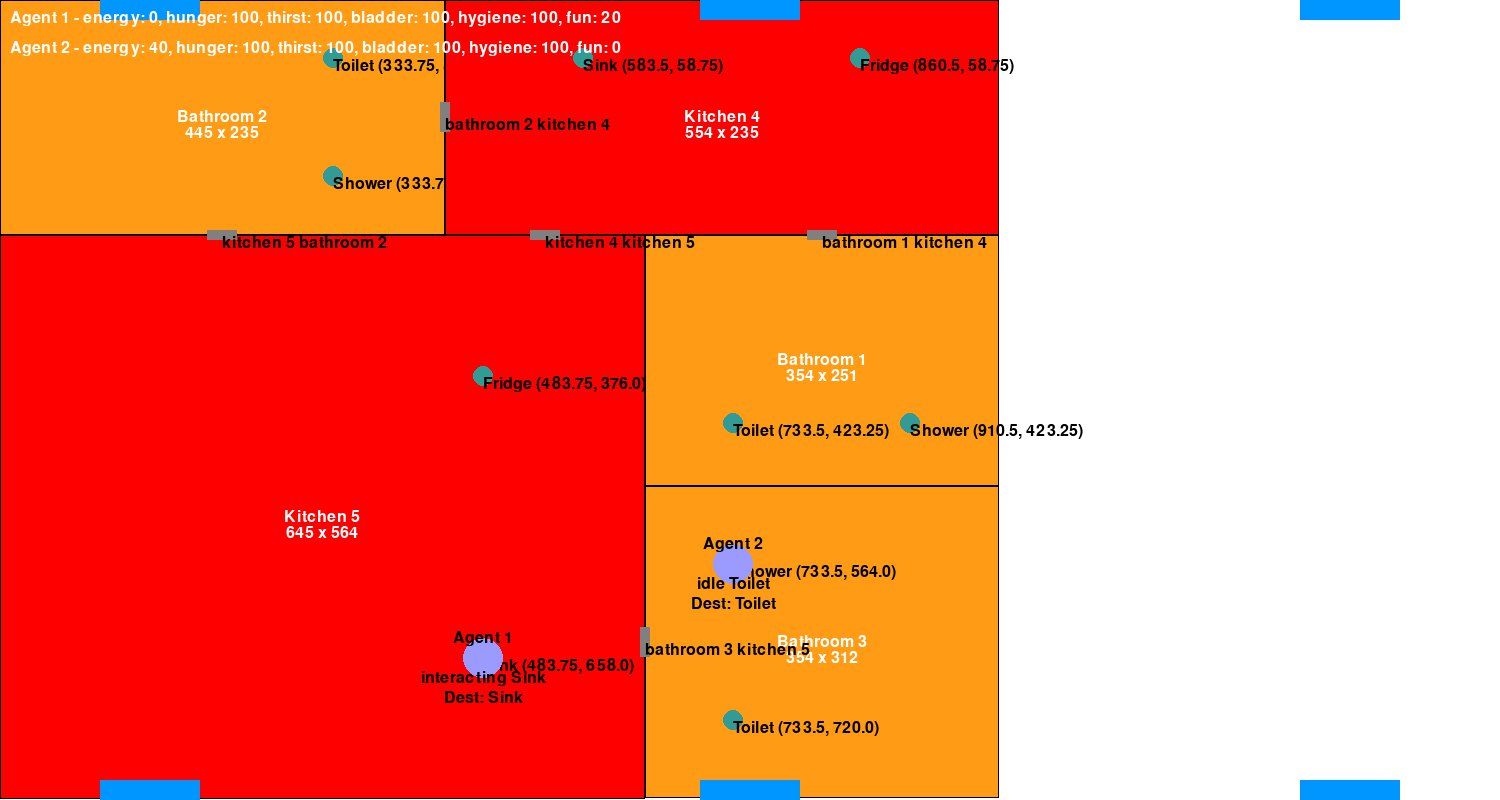 Agent 1 - energy: 0, hunger: 100, thirst: 100, bladder: 100, hygiene: 100, fun: 20
Agent 2 - energy: 40, hunger: 100, thirst: 100, bladder: 100, hygiene: 100, fun: 0
Toilet (333.75,
Sink (583.5, 58.75)
Fridge (860.5, 58.75)
Bathroom 2
445 x 235
bathroom 2 kitchen 4
Kitchen 4
554 x 235
Shower (333.7
kitchen 5 bathroom 2
kitchen 4 kitchen 5
bathroom 1 kitchen 4
Bathroom 1
354 x 251
Fridge (483.75, 376.0)
Toilet (733.5, 423.25)
Shower (910.5, 423.25)
Kitchen 5
645 x 564
Agent 2
ower (733.5, 564.0)
idle Toilet
Dest: Toilet
Agent 1
nk (483.75, 658.0)
interacting Sink
Dest: Sink
bathroom 3 kitchen 5
Bathroom 3
354 x 312
Toilet (733.5, 720.0)